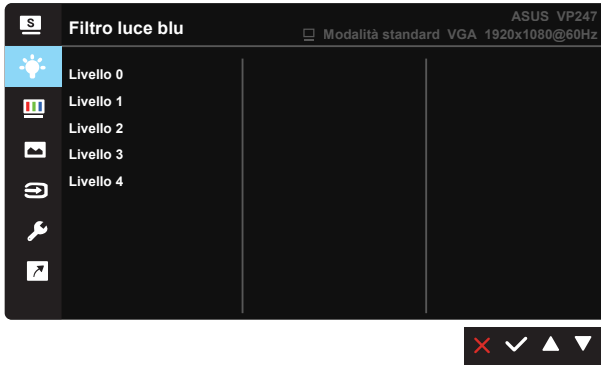 S
Filtro luce blu
ASUS VP247
Modalità standard VGA 1920x1080@60Hz
Livello 0
Livello 1
Livello 2
Livello 3
Livello 4